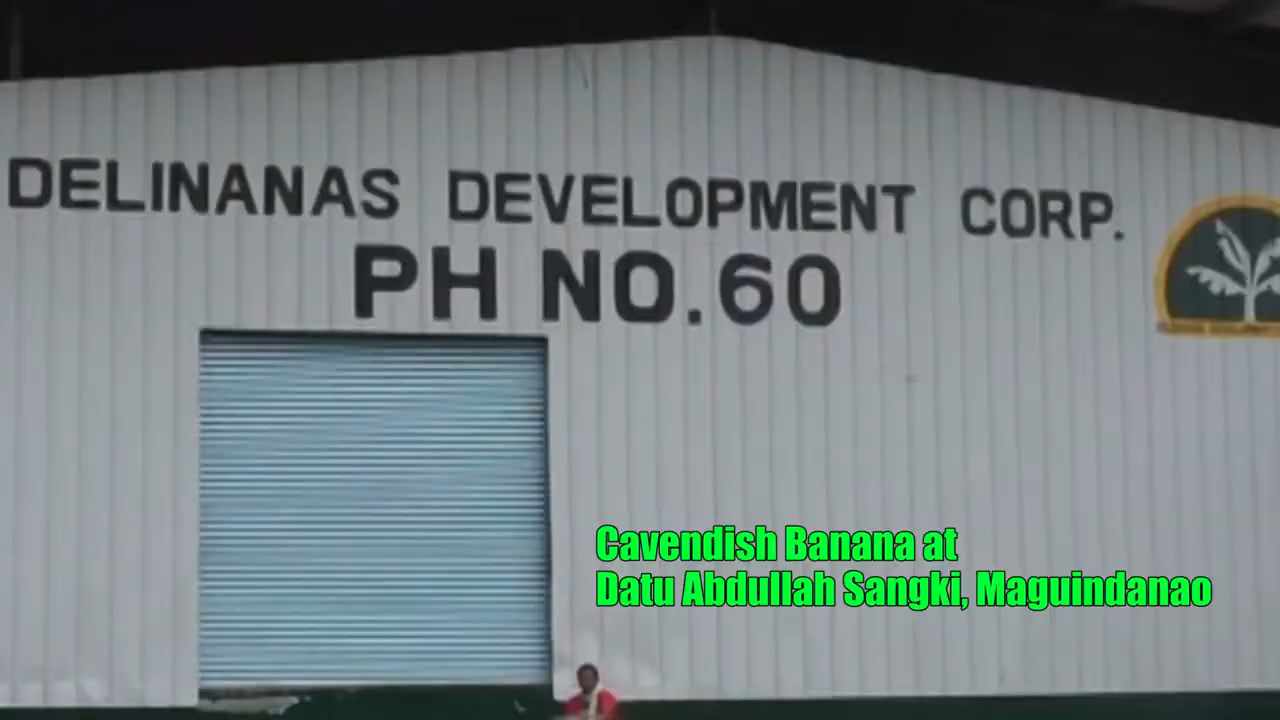 DELINANAS DEVELOPMENT CORP.
PH NO.60
Cavendish Banana at
Datu Abdullah Sangki, Maguindanao